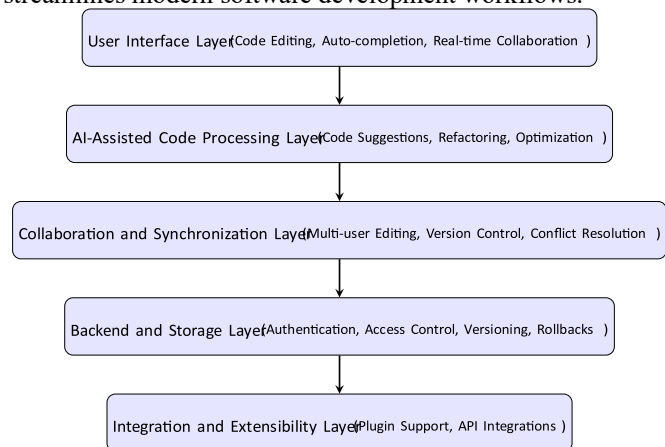 streamlines modern software development workflows.
User Interface Layer(Code Editing, Auto-completion, Real-time Collaboration )
AI-Assisted Code Processing Layer(Code Suggestions, Refactoring, Optimization )
Collaboration and Synchronization Layer(Multi-user Editing, Version Control, Conflict Resolution )
Backend and Storage Layer(Authentication, Access Control, Versioning, Rollbacks )
Integration and Extensibility Layer(Plugin Support, API Integrations )